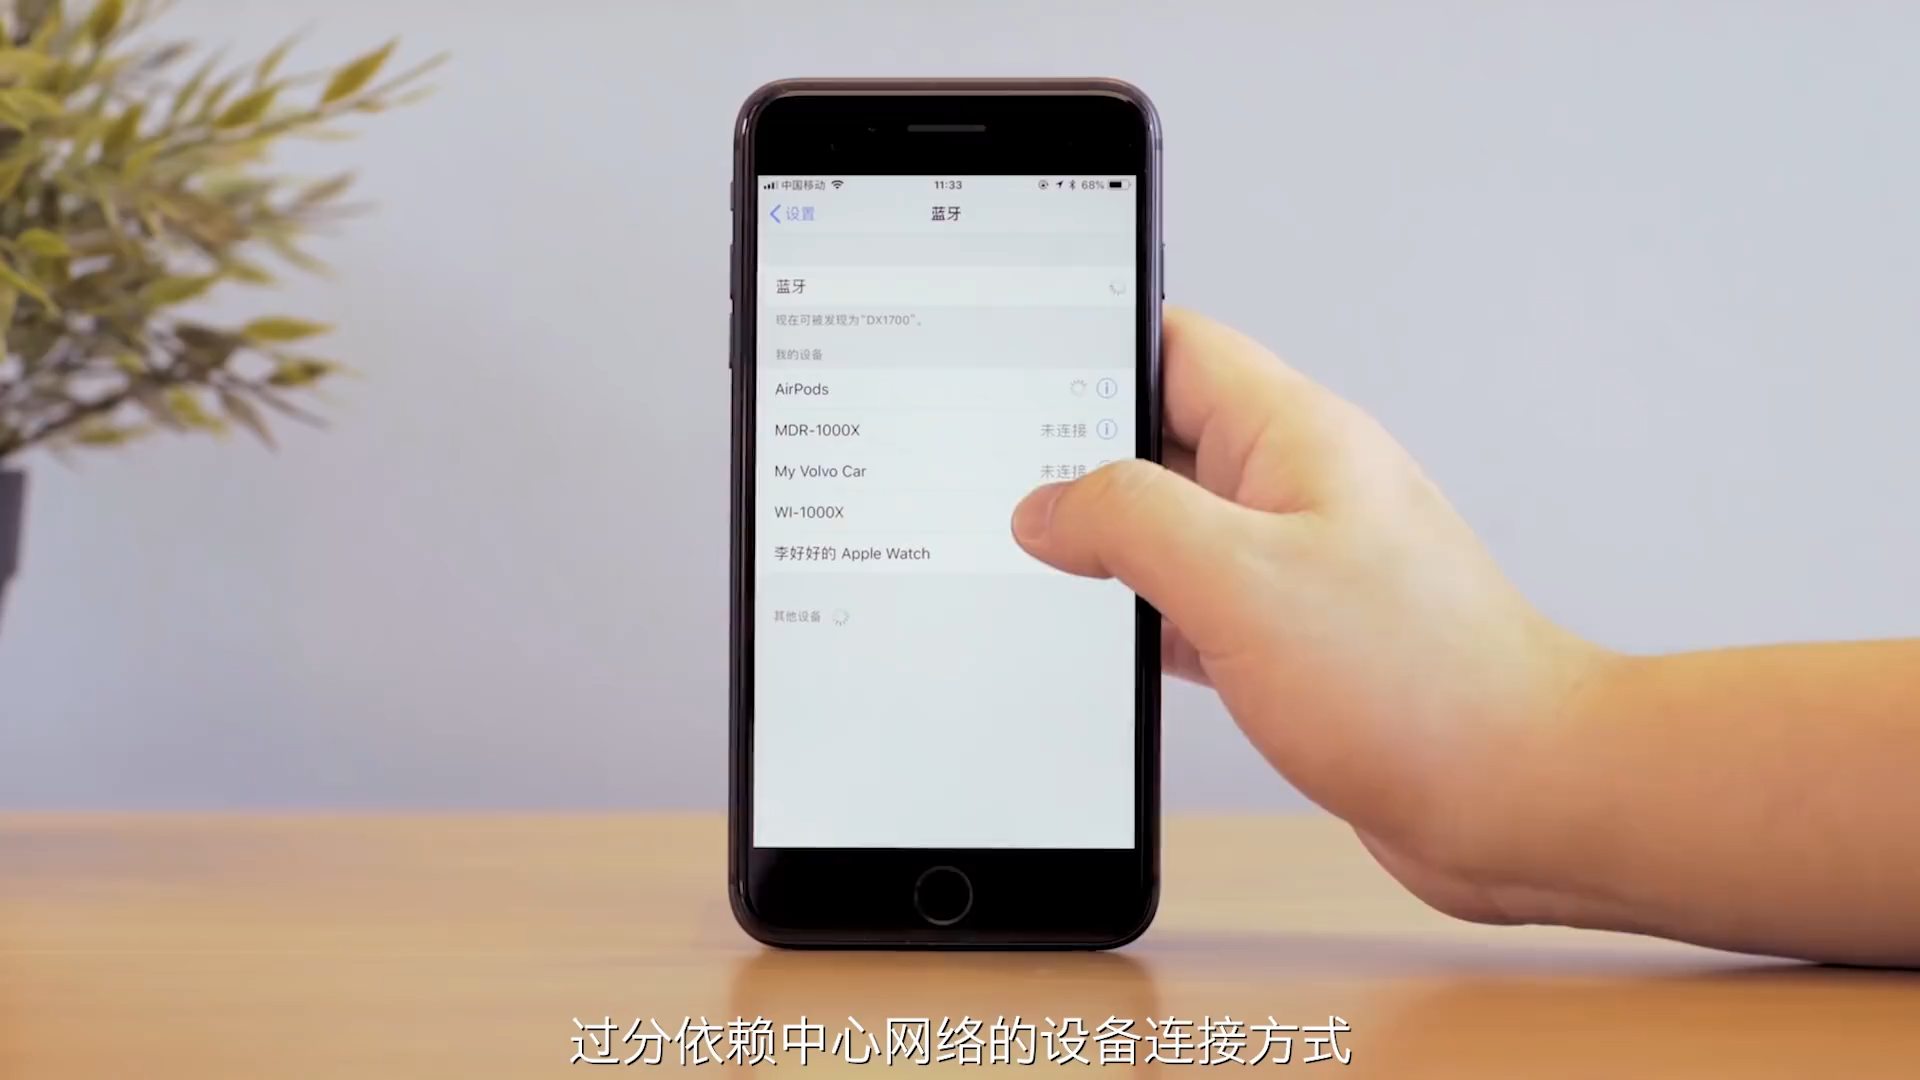 中国移动 11:33 68%
设置 蓝牙
蓝牙
现在可被发现为“DX1700”。
我的设备
AirPods
MDR-1000X 未连接
My Volvo Car 未连接
WI-1000X
李好好的 Apple Watch
其他设备
过分依赖中心网络的设备连接方式